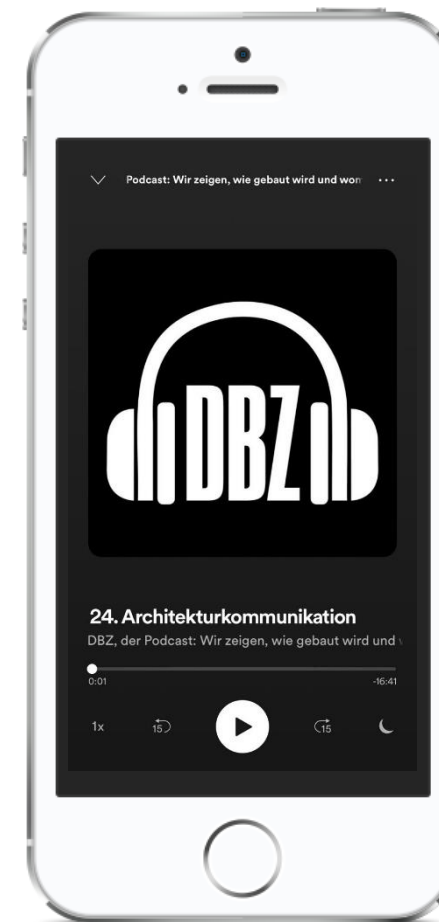 Podcast: Wir zeigen, wie gebaut wird und won
DBZ
24. Architekturkommunikation
DBZ, der Podcast: Wir zeigen, wie gebaut wird und
0:01
-16:41
1x
15
15